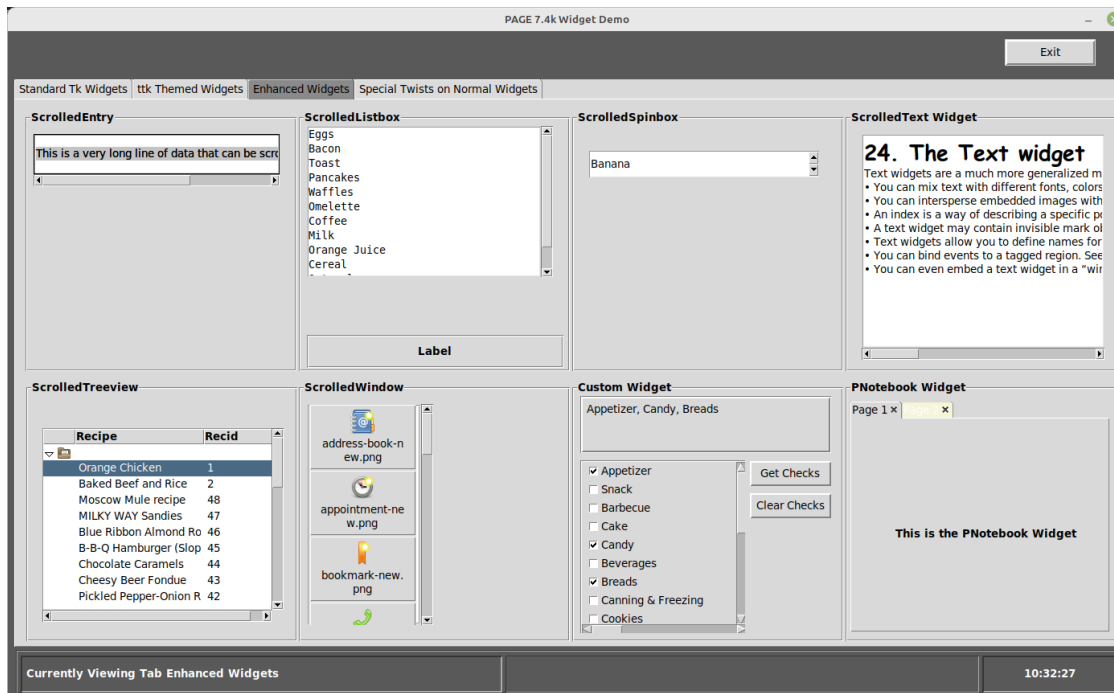 PAGE 7.4k Widget Demo
Exit
Standard Tk Widgets
ttk Themed Widgets
Enhanced Widgets
Special Twists on Normal Widgets
ScrolledEntry
This is a very long line of data that can be scro
ScrolledListbox
Eggs
Bacon
Toast
Pancakes
Waffles
Omelette
Coffee
Milk
Orange Juice
Cereal
Label
ScrolledSpinbox
Banana
ScrolledText Widget
24. The Text widget
Text widgets are a much more generalized m
• You can mix text with different fonts, colors
• You can intersperse embedded images with
• An index is a way of describing a specific po
• A text widget may contain invisible mark ob
• Text widgets allow you to define names for
• You can bind events to a tagged region. See
• You can even embed a text widget in a “win
ScrolledTreeview
Recipe Recid
Orange Chicken 1
Baked Beef and Rice 2
Moscow Mule recipe 48
MILKY WAY Sandies 47
Blue Ribbon Almond Ro 46
B-B-Q Hamburger (Slop 45
Chocolate Caramels 44
Cheesy Beer Fondue 43
Pickled Pepper-Onion R 42
ScrolledWindow
address-book-n
ew.png
appointment-ne
w.png
bookmark-new.
png
Custom Widget
Appetizer, Candy, Breads
Appetizer
Snack
Barbecue
Cake
Candy
Beverages
Breads
Canning & Freezing
Cookies
Get Checks
Clear Checks
PNotebook Widget
Page 1
This is the PNotebook Widget
Currently Viewing Tab Enhanced Widgets
10:32:27